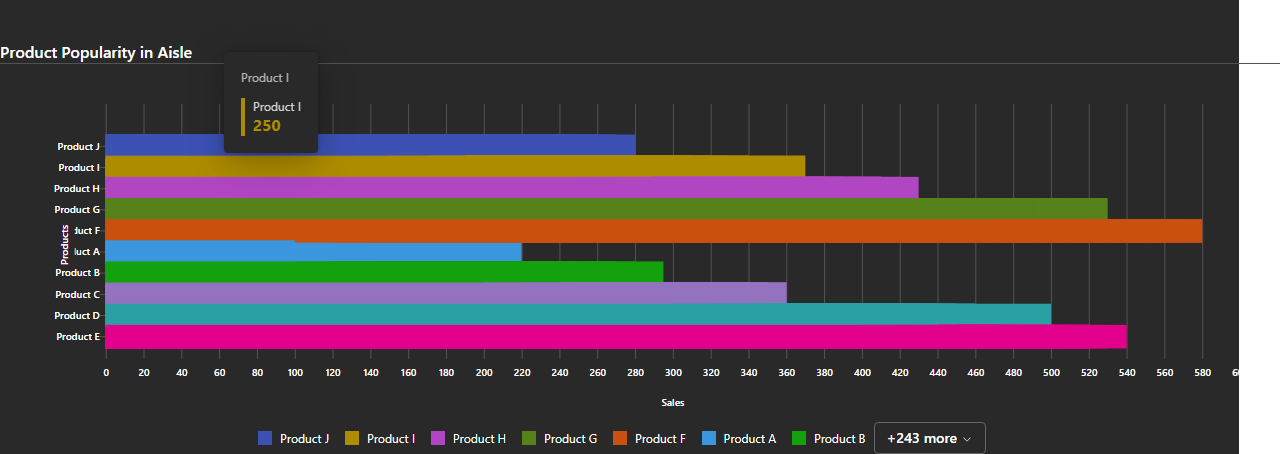 Product Popularity in Aisle
Product I
Product I
250
Product J
Product I
Product H
Product G
duct F
duct A
Product B
Product C
Product D
Product E
Products
0 20 40 60 80 100 120 140 160 180 200 220 240 260 280 300 320 340 360 380 400 420 440 460 480 500 520 540 560 580
Sales
Product J Product I Product H Product G Product F Product A Product B +243 more